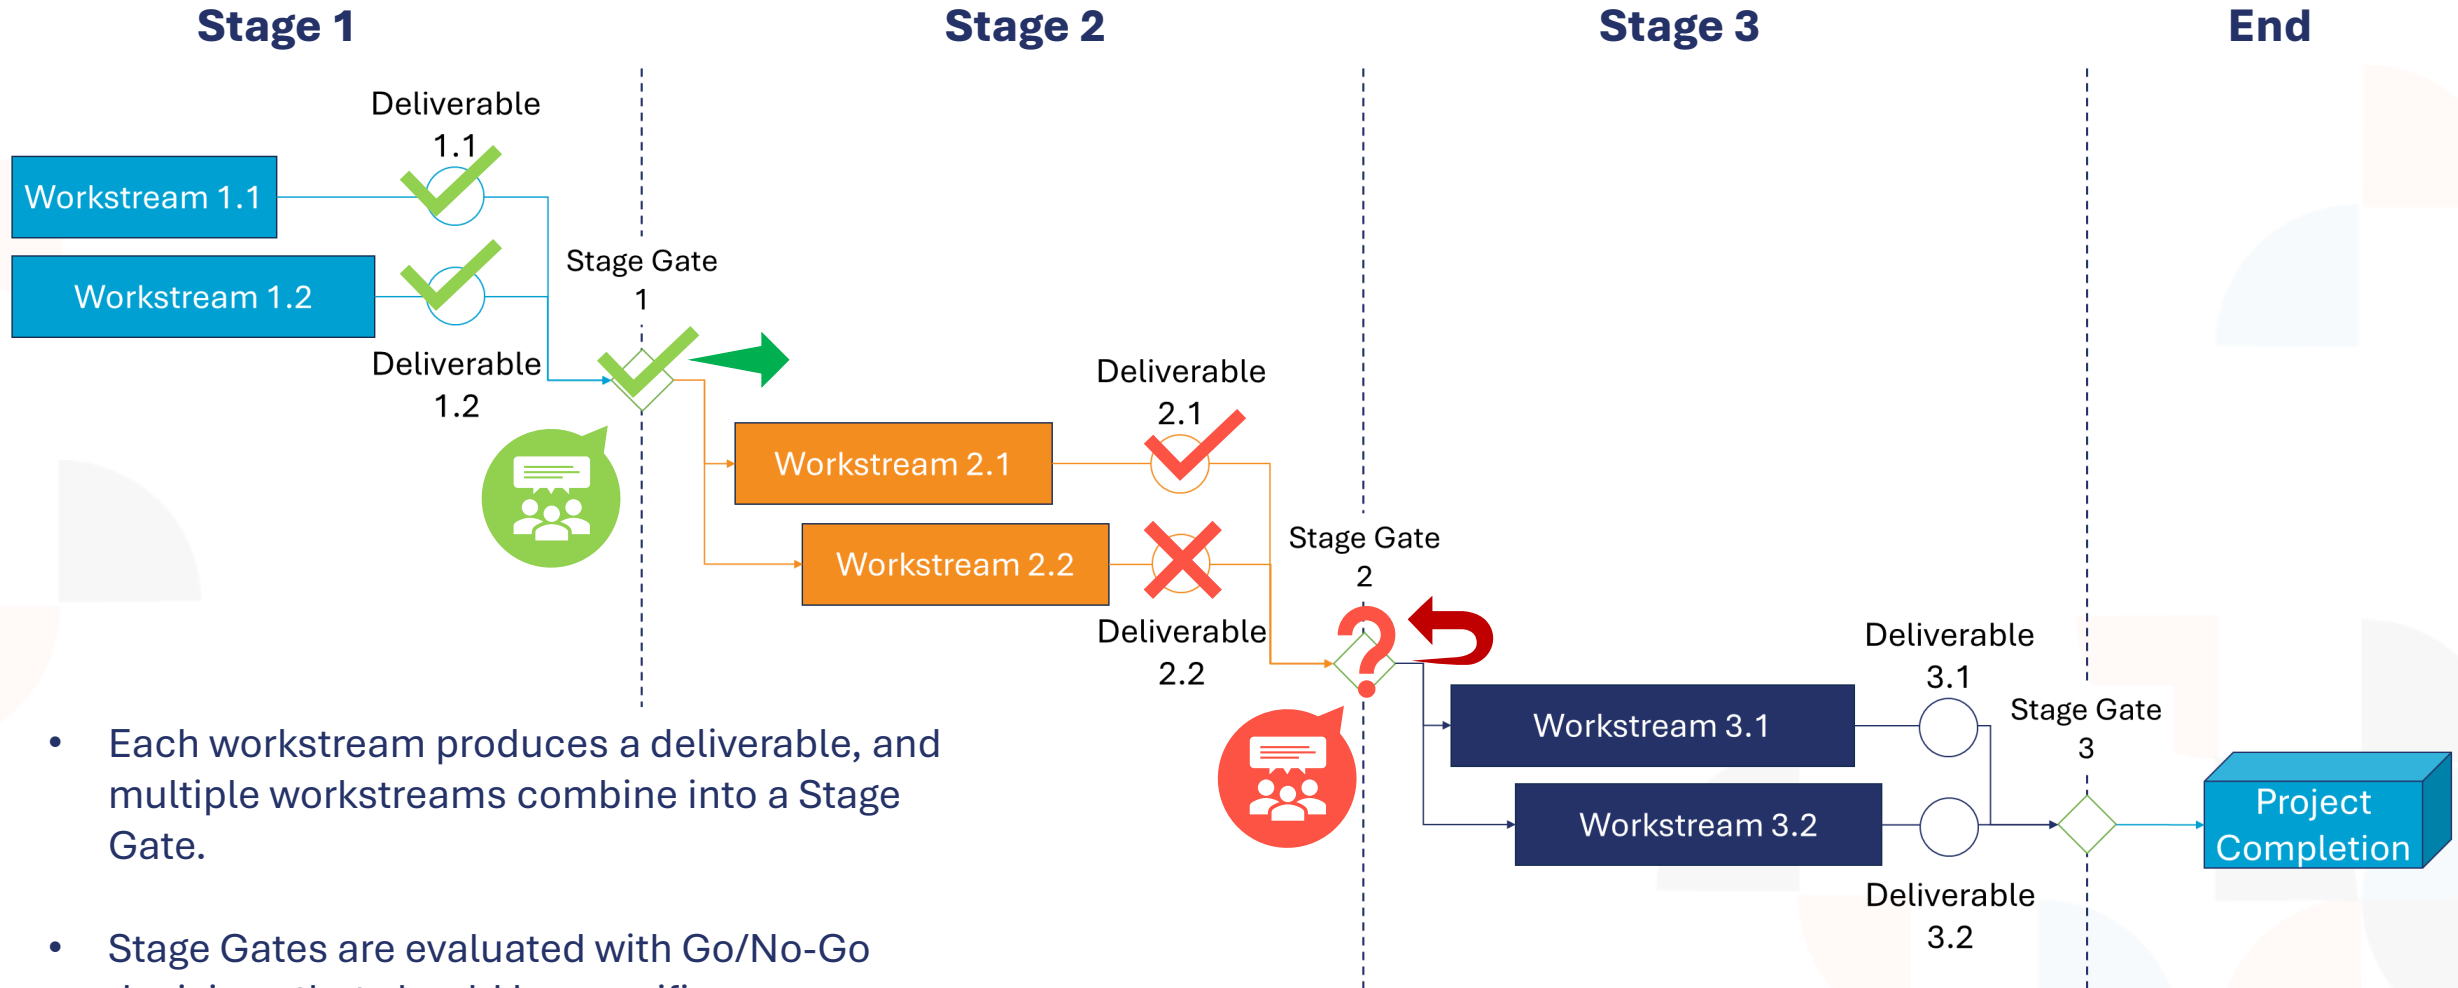 Stage 1
Stage 2
Stage 3
End
Deliverable
1.1
Workstream 1.1
Workstream 1.2
Deliverable
1.2
Stage Gate
1
Deliverable
2.1
Workstream 2.1
Workstream 2.2
Deliverable
2.2
Stage Gate
2
Deliverable
3.1
Workstream 3.1
Workstream 3.2
Deliverable
3.2
Stage Gate
3
Project
Completion
• Each workstream produces a deliverable, and
multiple workstreams combine into a Stage
Gate.
• Stage Gates are evaluated with Go/No-Go